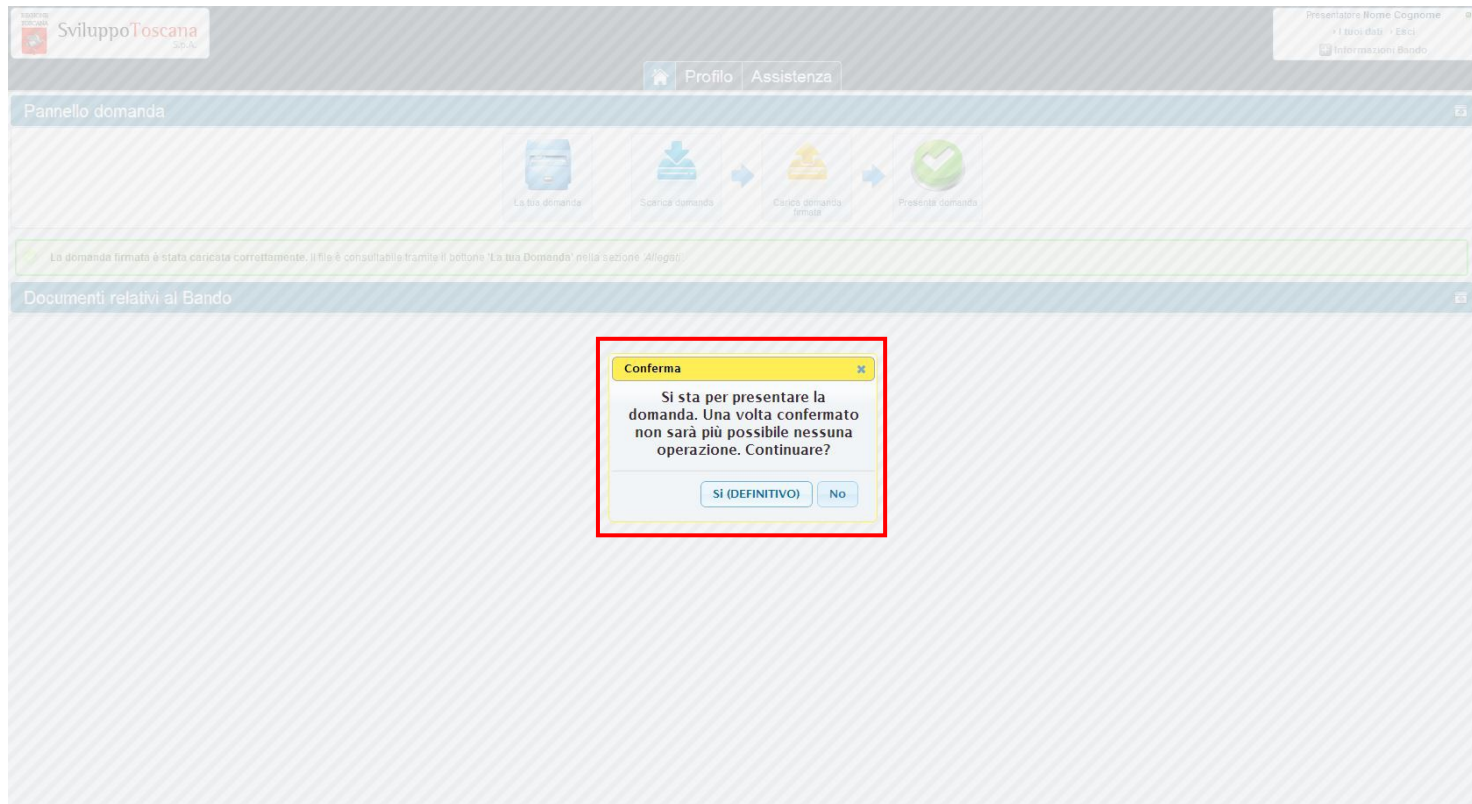 REGIONE
TOSCANA
SviluppoToscana
S.p.A.
Presentatore Nome Cognome
I tuoi dati Esci
Informazioni Bando
Profilo Assistenza
Pannello domanda
La tua domanda
Scarica domanda
Carica domanda
firmata
Presenta domanda
La domanda firmata è stata caricata correttamente. Il file è consultabile tramite il bottone 'La tua Domanda' nella sezione 'Allegati'.
Documenti relativi al Bando
Conferma
Si sta per presentare la
domanda. Una volta confermato
non sarà più possibile nessuna
operazione. Continuare?
Si (DEFINITIVO) No